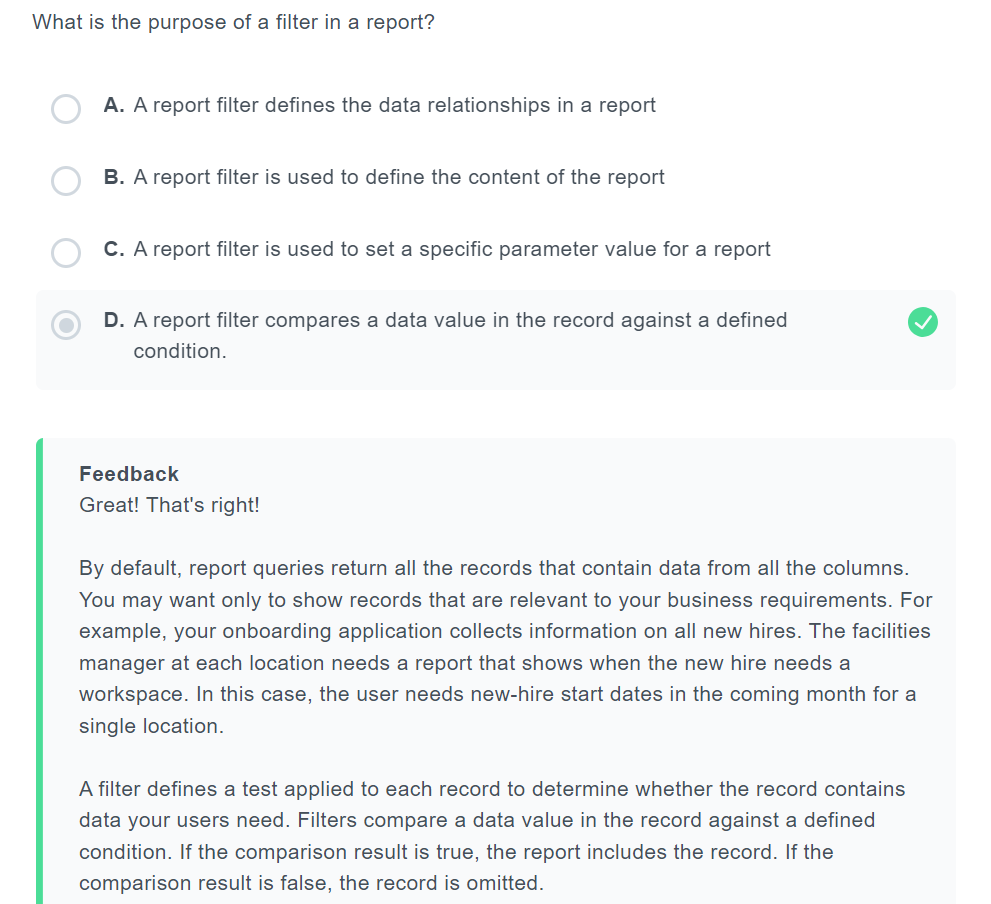 What is the purpose of a filter in a report?
A. A report filter defines the data relationships in a report
B. A report filter is used to define the content of the report
C. A report filter is used to set a specific parameter value for a report
D. A report filter compares a data value in the record against a defined
condition.
Feedback
Great! That's right!
By default, report queries return all the records that contain data from all the columns.
You may want only to show records that are relevant to your business requirements. For
example, your onboarding application collects information on all new hires. The facilities
manager at each location needs a report that shows when the new hire needs a
workspace. In this case, the user needs new-hire start dates in the coming month for a
single location.
A filter defines a test applied to each record to determine whether the record contains
data your users need. Filters compare a data value in the record against a defined
condition. If the comparison result is true, the report includes the record. If the
comparison result is false, the record is omitted.